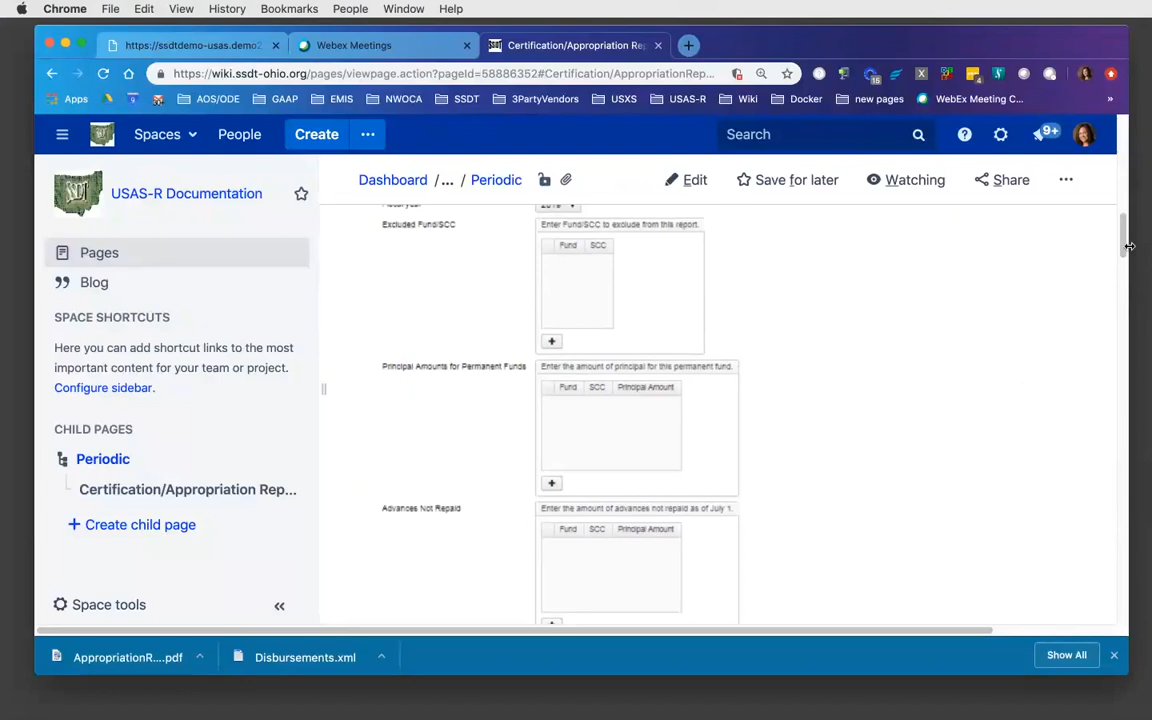 Chrome File Edit View History Bookmarks People Window Help
https://ssdtdemo-usas.demo2
Webex Meetings
Certification/Appropriation Rep
https://wiki.ssdt-ohio.org/pages/viewpage.action?pageId=58886352#Certification/AppropriationRep...
16
4
Apps
9
AOS/ODE
GAAP
EMIS
NWOCA
SSDT
3PartyVendors
USXS
USAS-R
Wiki
Docker
new pages
WebEx Meeting C...
»
Spaces
People
Create
Search
9+
SSDT
USAS-R Documentation
Dashboard /... / Periodic
Edit
Save for later
Watching
Share
Pages
Blog
SPACE SHORTCUTS
Here you can add shortcut links to the most
important content for your team or project.
Configure sidebar.
CHILD PAGES
Periodic
Certification/Appropriation Rep...
+ Create child page
Space tools
Excluded Fund/SCC
Enter Fund/SCC to exclude from this report.
Fund SCC
Principal Amounts for Permanent Funds
Enter the amount of principal for this permanent fund.
Fund SCC Principal Amount
Advances Not Repaid
Enter the amount of advances not repaid as of July 1.
Fund SCC Principal Amount
AppropriationR....pdf
Disbursements.xml
Show All